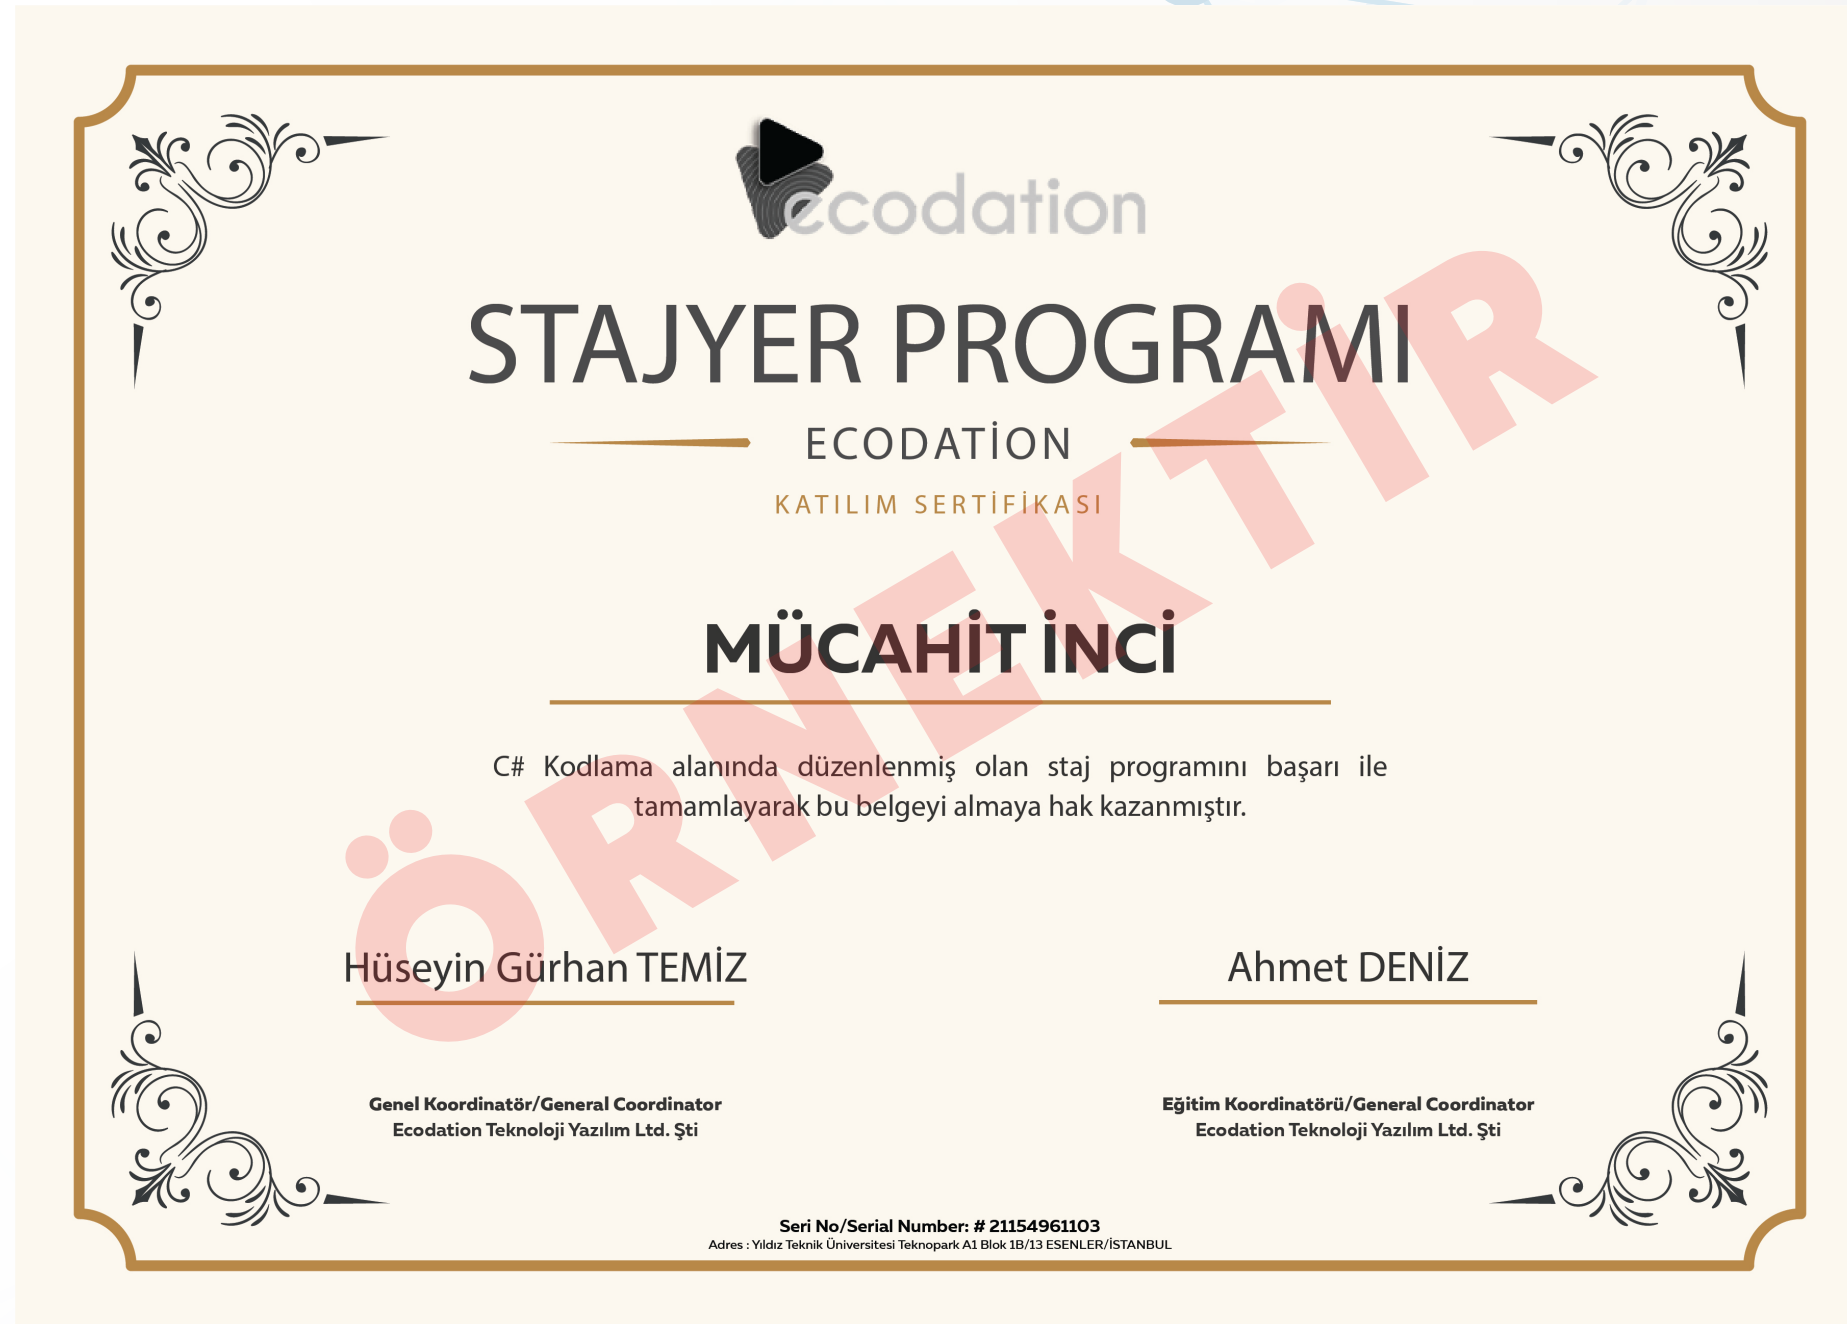 ecodation
STAJYER PROGRAMI
ECODATİON
KATILIM SERTİFİKASI
MÜCAHİT İNCİ
C# Kodlama alanında düzenlenmiş olan staj programını başarı ile
tamamlayarak bu belgeyi almaya hak kazanmıştır.
ÖRNEKTİR
Hüseyin Gürhan TEMİZ
Genel Koordinatör/General Coordinator
Ecodation Teknoloji Yazılım Ltd. Şti
Ahmet DENİZ
Eğitim Koordinatörü/General Coordinator
Ecodation Teknoloji Yazılım Ltd. Şti
Seri No/Serial Number: # 21154961103
Adres : Yıldız Teknik Üniversitesi Teknopark A1 Blok 1B/13 ESENLER/İSTANBUL